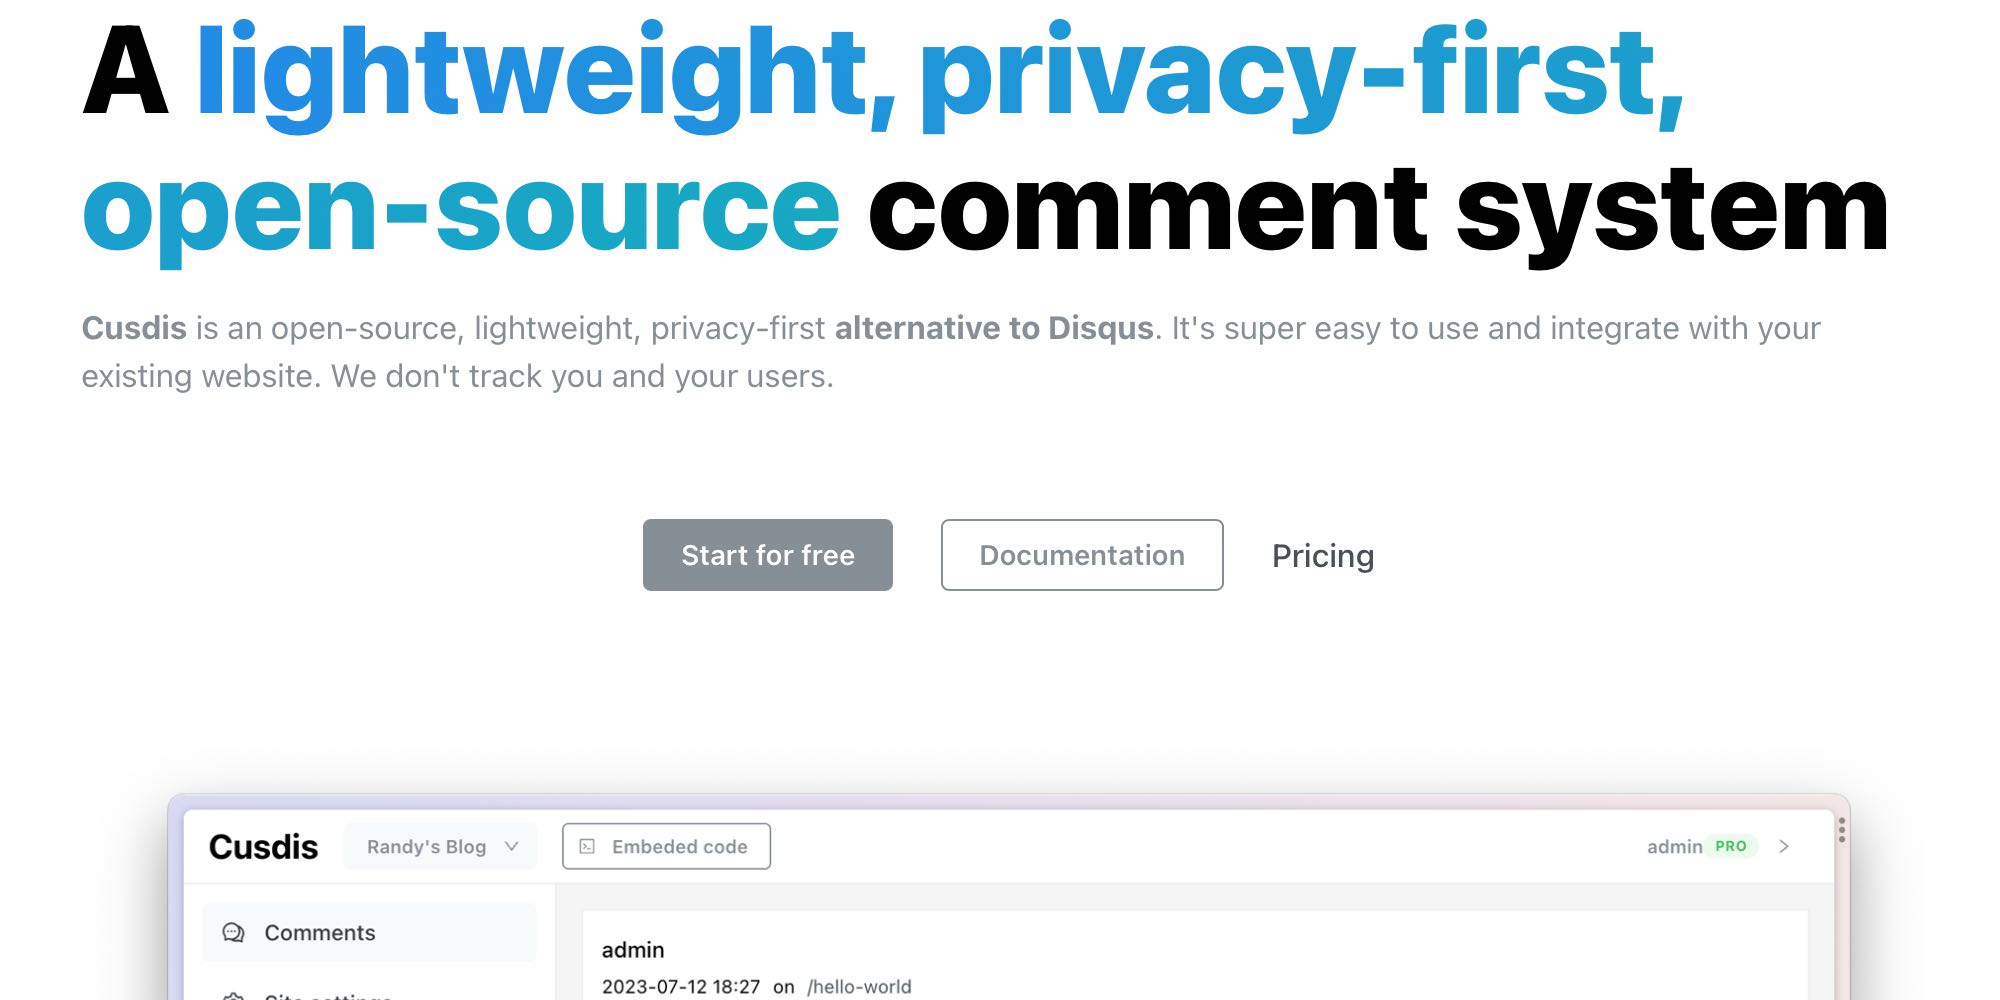 A lightweight, privacy-first,
open-source comment system
Cusdis is an open-source, lightweight, privacy-first alternative to Disqus. It's super easy to use and integrate with your
existing website. We don't track you and your users.
Start for free Documentation Pricing
Cusdis Randy's Blog Embeded code admin PRO
Comments
admin
2023-07-12 18:27 on /hello-world
Site settings